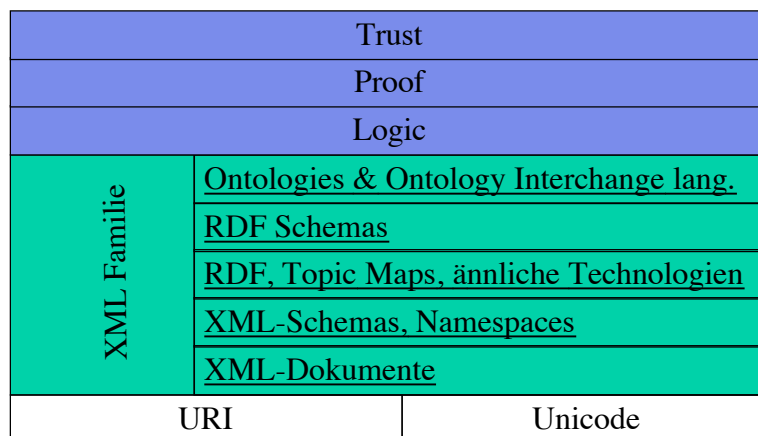 Trust
Proof
Logic
XML Familie
Ontologies & Ontology Interchange lang.
RDF Schemas
RDF, Topic Maps, ännliche Technologien
XML-Schemas, Namespaces
XML-Dokumente
URI
Unicode